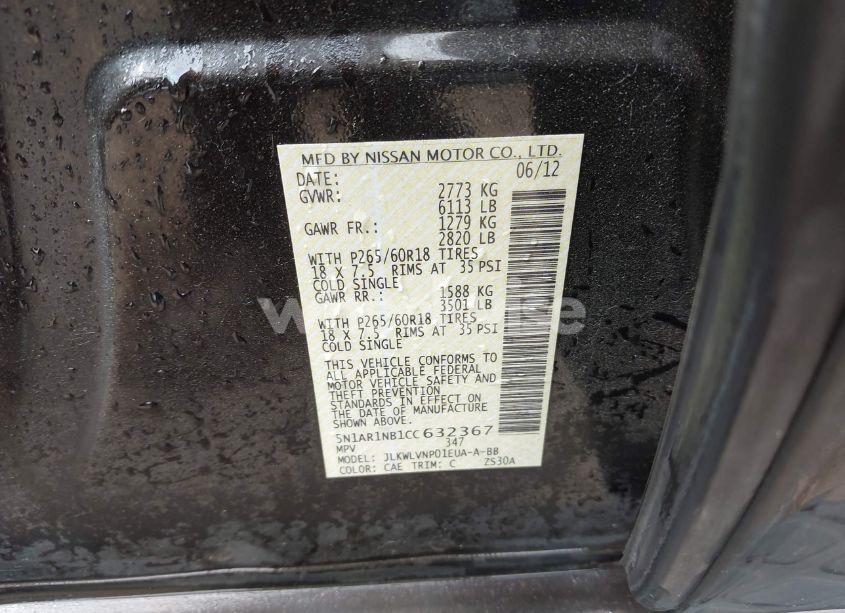 MFD BY NISSAN MOTOR CO., LTD.
DATE: 06/12
GVWR: 2773 KG
6113 LB
GAWR FR.: 1279 KG
2820 LB
WITH P265/60R18 TIRES
18 X 7.5 RIMS AT 35 PSI
COLD SINGLE
GAWR RR.: 1588 KG
3501 LB
WITH P265/60R18 TIRES
18 X 7.5 RIMS AT 35 PSI
COLD SINGLE
THIS VEHICLE CONFORMS TO
ALL APPLICABLE FEDERAL
MOTOR VEHICLE SAFETY AND
THEFT PREVENTION
STANDARDS IN EFFECT ON
THE DATE OF MANUFACTURE
SHOWN ABOVE.
5N1AR1NB1CC632367
MPV 347
MODEL: JLKWLVNP01EUA-A-BB
COLOR: CAE TRIM: C ZS30A